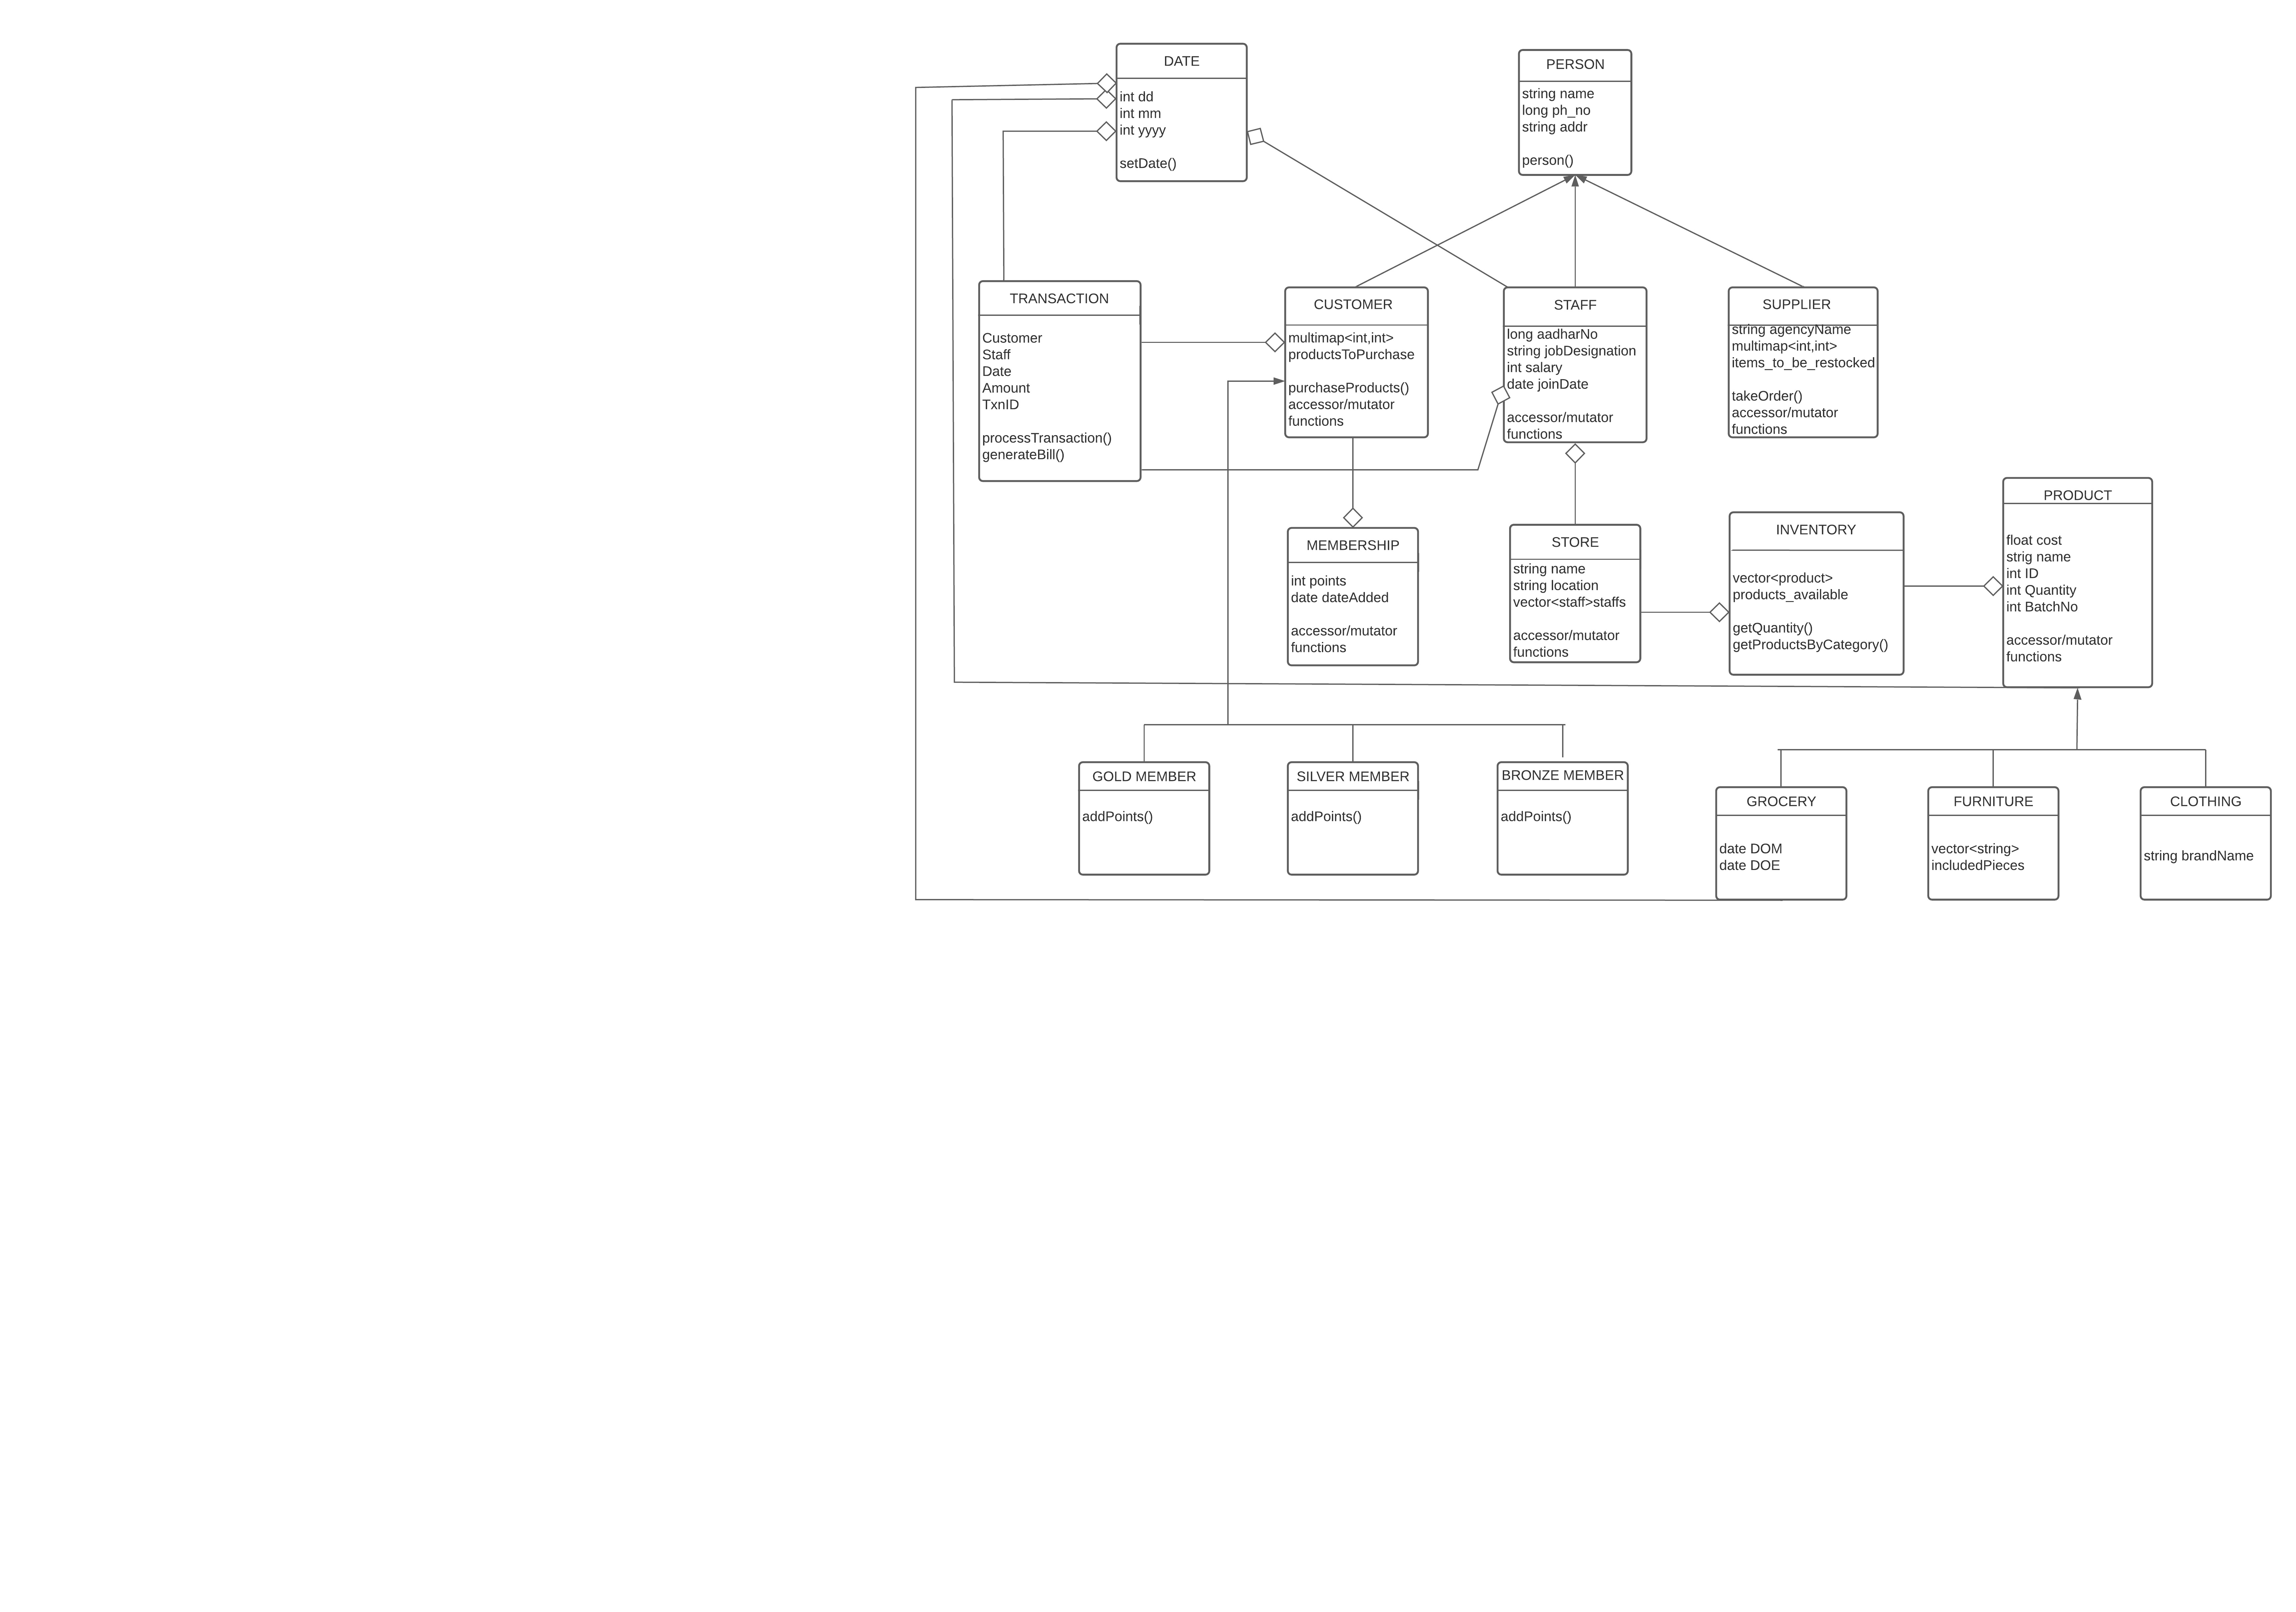 DATE
int dd
int mm
int yyyy
setDate()
PERSON
string name
long ph_no
string addr
person()
TRANSACTION
Customer
Staff
Date
Amount
TxnID
processTransaction()
generateBill()
CUSTOMER
multimap<int,int>
productsToPurchase
purchaseProducts()
accessor/mutator
functions
STAFF
long aadharNo
string jobDesignation
int salary
date joinDate
accessor/mutator
functions
SUPPLIER
string agencyName
multimap<int,int>
items_to_be_restocked
takeOrder()
accessor/mutator
functions
MEMBERSHIP
int points
date dateAdded
accessor/mutator
functions
STORE
string name
string location
vector<staff>staffs
accessor/mutator
functions
INVENTORY
vector<product>
products_available
getQuantity()
getProductsByCategory()
PRODUCT
float cost
strig name
int ID
int Quantity
int BatchNo
accessor/mutator
functions
GOLD MEMBER
addPoints()
SILVER MEMBER
addPoints()
BRONZE MEMBER
addPoints()
GROCERY
date DOM
date DOE
FURNITURE
vector<string>
includedPieces
CLOTHING
string brandName